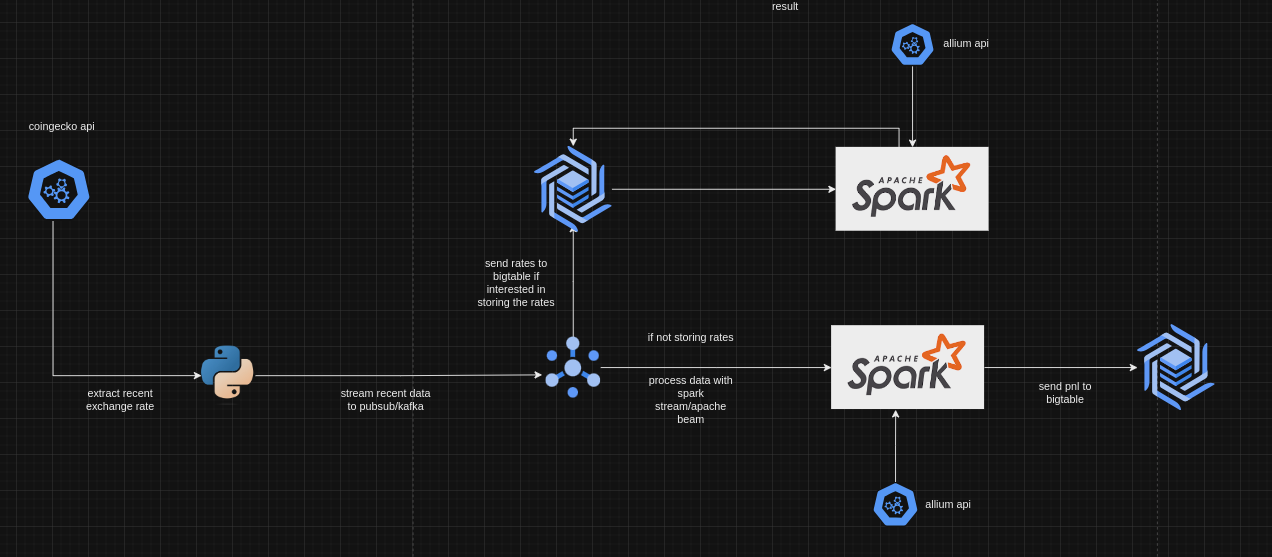 result
allium api
coingecko api
APACHE
Spark
send rates to
bigtable if
interested in
storing the rates
if not storing rates
APACHE
Spark
extract recent
exchange rate
stream recent data
to pubsub/kafka
process data with
spark
stream/apache
beam
send pnl to
bigtable
allium api